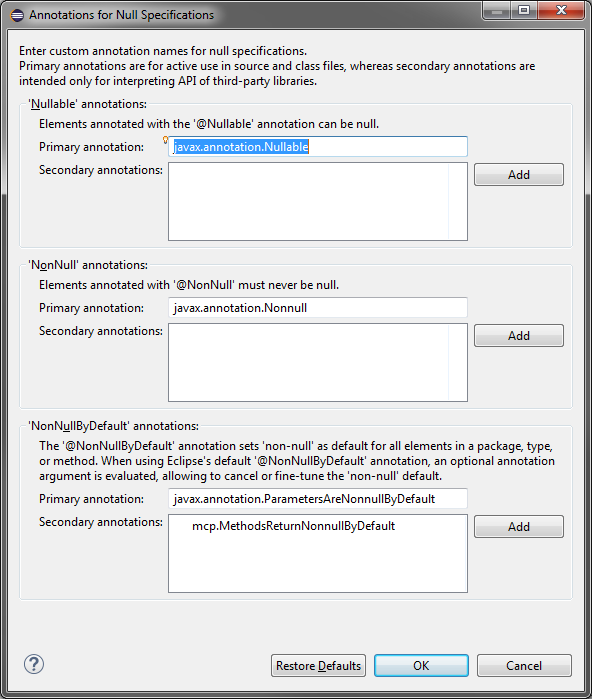 Annotations for Null Specifications
Enter custom annotation names for null specifications.
Primary annotations are for active use in source and class files, whereas secondary annotations are
intended only for interpreting API of third-party libraries.
'Nullable' annotations:
Elements annotated with the '@Nullable' annotation can be null.
Primary annotation: javax.annotation.Nullable
Secondary annotations: Add
'NonNull' annotations:
Elements annotated with '@NonNull' must never be null.
Primary annotation: javax.annotation.Nonnull
Secondary annotations: Add
'NonNullByDefault' annotations:
The '@NonNullByDefault' annotation sets 'non-null' as default for all elements in a package, type,
or method. When using Eclipse's default '@NonNullByDefault' annotation, an optional annotation
argument is evaluated, allowing to cancel or fine-tune the 'non-null' default.
Primary annotation: javax.annotation.ParametersAreNonnullByDefault
Secondary annotations: mcp.MethodsReturnNonnullByDefault Add
? Restore Defaults OK Cancel